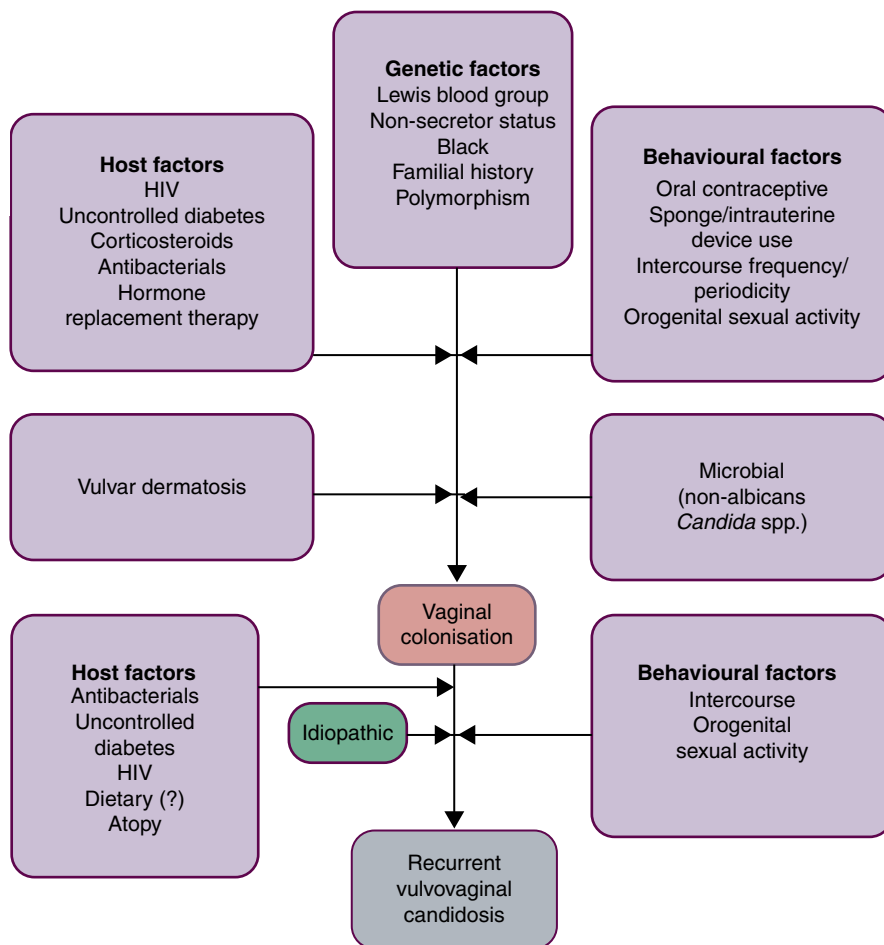 Genetic factors
Lewis blood group
Non-secretor status
Black
Familial history
Polymorphism
Host factors
HIV
Uncontrolled diabetes
Corticosteroids
Antibacterials
Hormone
replacement therapy
Behavioural factors
Oral contraceptive
Sponge/intrauterine
device use
Intercourse frequency/
periodicity
Orogenital sexual activity
Vulvar dermatosis
Microbial
(non-albicans
Candida spp.)
Vaginal
colonisation
Host factors
Antibacterials
Uncontrolled
diabetes
HIV
Dietary (?)
Atopy
Idiopathic
Behavioural factors
Intercourse
Orogenital
sexual activity
Recurrent
vulvovaginal
candidosis